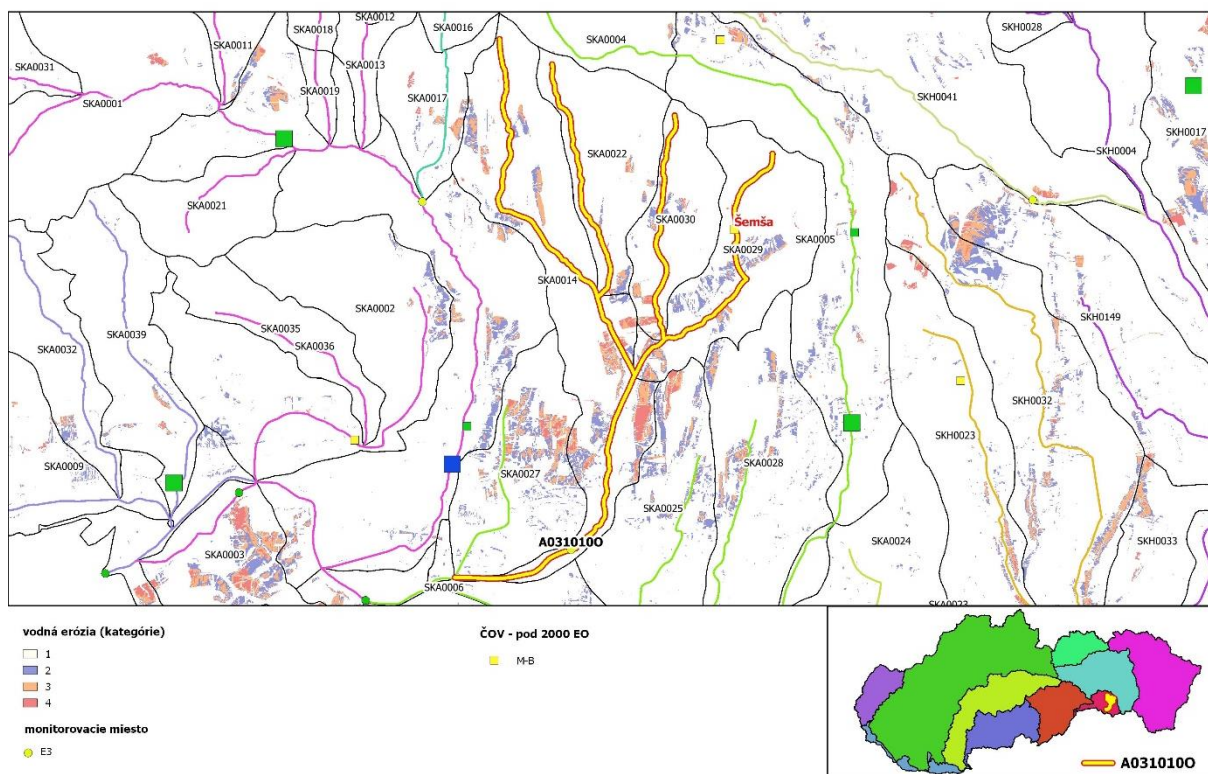 SKA0012
SKA0018
SKA0016
SKA0011
SKA0004
SKH0028
SKA0031
SKA0013
SKA0019
SKA0017
SKH0041
SKA0001
SKH0017
SKH0004
SKA0022
SKA0021
SKA0030
Šemša
SKA0005
SKA0029
SKA0014
SKA0002
SKH0149
SKA0035
SKA0039
SKA0036
SKA0032
SKH0032
SKH0023
SKA0009
SKA0028
SKA0027
SKA0025
A031010O
SKA0003
SKA0024
SKH0033
SKA0006
vodná erózia (kategórie)
1
2
3
4
monitorovacie miesto
E3
ČOV - pod 2000 EO
M-B
A031010O